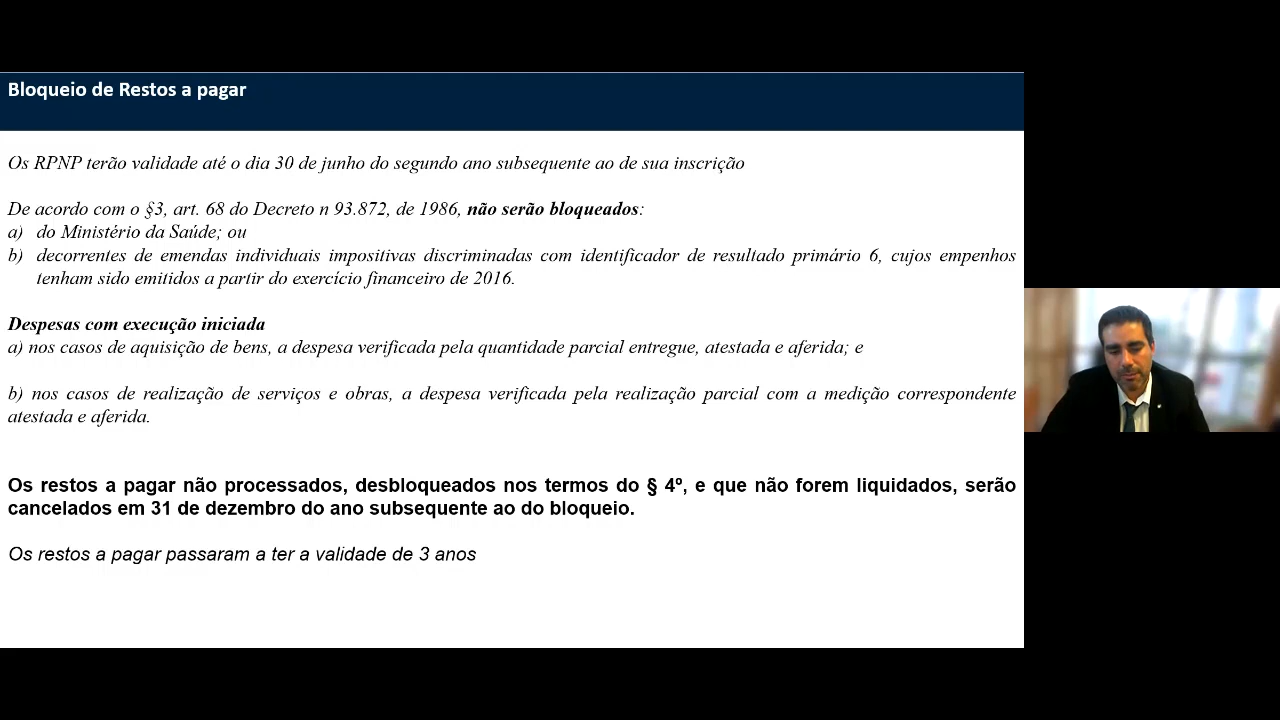 Bloqueio de Restos a pagar
Os RPNP terão validade até o dia 30 de junho do segundo ano subsequente ao de sua inscrição
De acordo com o §3, art. 68 do Decreto n 93.872, de 1986, não serão bloqueados:
a) do Ministério da Saúde; ou
b) decorrentes de emendas individuais impositivas discriminadas com identificador de resultado primário 6, cujos empenhos
tenham sido emitidos a partir do exercício financeiro de 2016.
Despesas com execução iniciada
a) nos casos de aquisição de bens, a despesa verificada pela quantidade parcial entregue, atestada e aferida; e
b) nos casos de realização de serviços e obras, a despesa verificada pela realização parcial com a medição correspondente
atestada e aferida.
Os restos a pagar não processados, desbloqueados nos termos do § 4º, e que não forem liquidados, serão
cancelados em 31 de dezembro do ano subsequente ao do bloqueio.
Os restos a pagar passaram a ter a validade de 3 anos